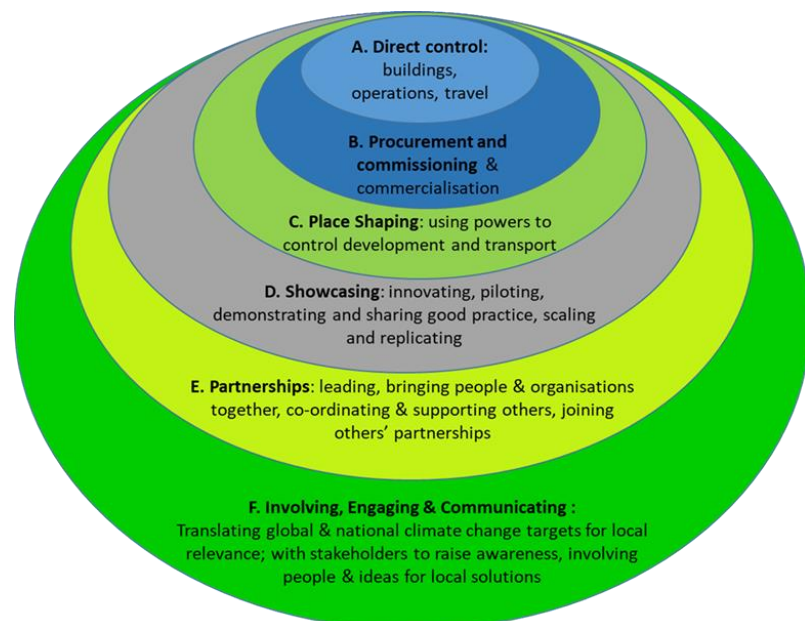 A. Direct control:
buildings,
operations, travel
B. Procurement and
commissioning &
commercialisation
C. Place Shaping: using powers to
control development and transport
D. Showcasing: innovating, piloting,
demonstrating and sharing good practice, scaling
and replicating
E. Partnerships: leading, bringing people & organisations
together, co-ordinating & supporting others, joining
others’ partnerships
F. Involving, Engaging & Communicating :
Translating global & national climate change targets for local
relevance; with stakeholders to raise awareness, involving
people & ideas for local solutions